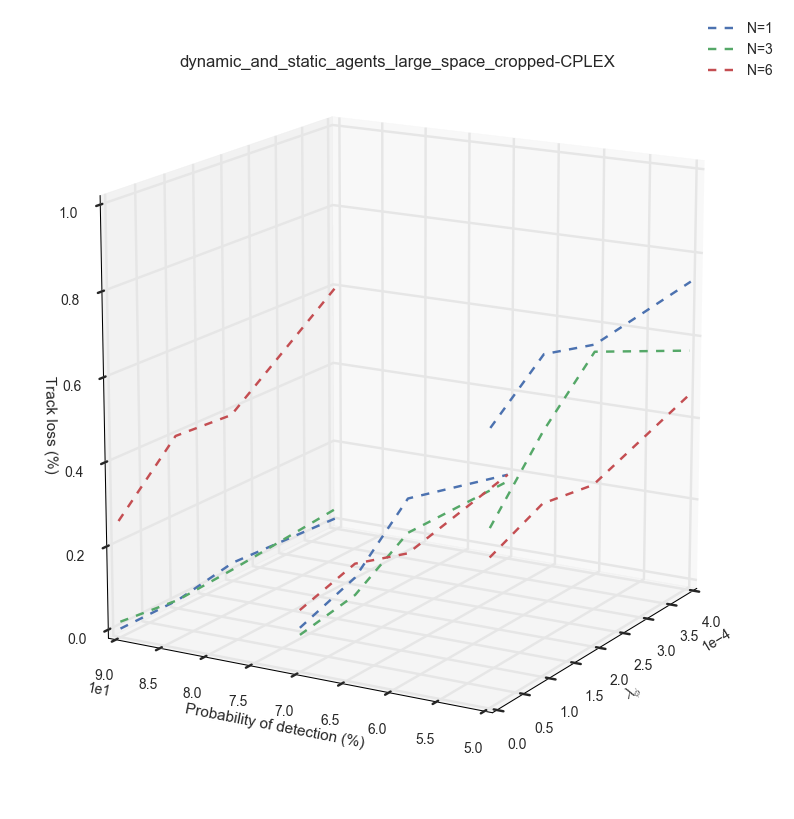 N=1
N=3
N=6
dynamic_and_static_agents_large_space_cropped-CPLEX
1.0
0.8
0.6
0.4
0.2
0.0
Track loss (%)
9.0
8.5
8.0
7.5
7.0
6.5
6.0
5.5
5.0
1e1
Probability of detection (%)
0.0
0.5
1.0
1.5
2.0
2.5
3.0
3.5
4.0
1e−4
λ